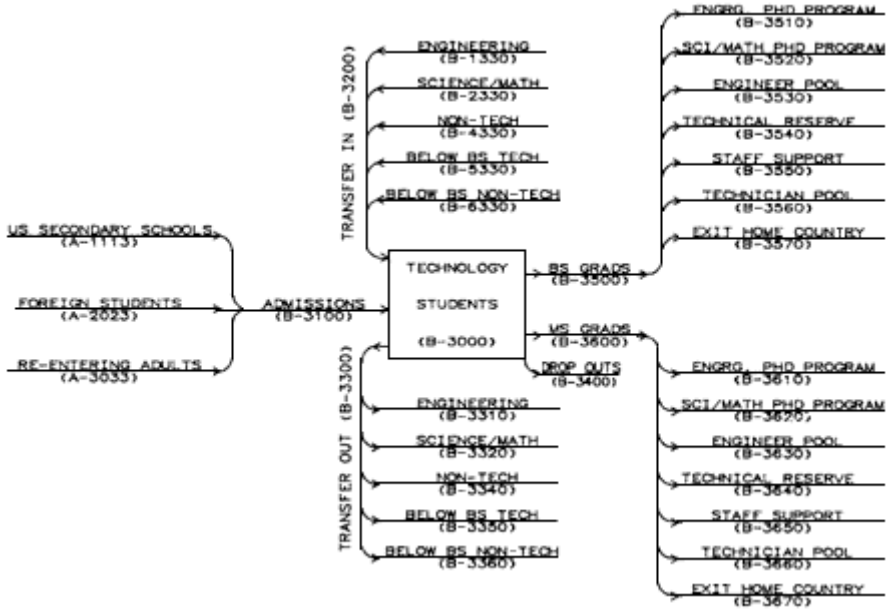 US SECONDARY SCHOOLS
(A-1113)
FOREIGN STUDENTS
(A-2023)
RE-ENTERING ADULTS
(A-3033)
ADMISSIONS
(B-3100)
TRANSFER IN (B-3200)
ENGINEERING
(B-1330)
SCIENCE/MATH
(B-2330)
NON-TECH
(B-4330)
BELOW BS TECH
(B-5330)
BELOW BS NON-TECH
(B-6330)
TECHNOLOGY
STUDENTS
(B-3000)
TRANSFER OUT (B-3300)
ENGINEERING
(B-3310)
SCIENCE/MATH
(B-3320)
NON-TECH
(B-3340)
BELOW BS TECH
(B-3350)
BELOW BS NON-TECH
(B-3360)
BS GRADS
(B-3500)
MS GRADS
(B-3600)
DROP OUTS
(B-3400)
ENGRG. PHD PROGRAM
(B-3510)
SCI/MATH PHD PROGRAM
(B-3520)
ENGINEER POOL
(B-3530)
TECHNICAL RESERVE
(B-3540)
STAFF SUPPORT
(B-3550)
TECHNICIAN POOL
(B-3560)
EXIT HOME COUNTRY
(B-3570)
ENGRG. PHD PROGRAM
(B-3610)
SCI/MATH PHD PROGRAM
(B-3620)
ENGINEER POOL
(B-3630)
TECHNICAL RESERVE
(B-3640)
STAFF SUPPORT
(B-3650)
TECHNICIAN POOL
(B-3660)
EXIT HOME COUNTRY
(B-3670)